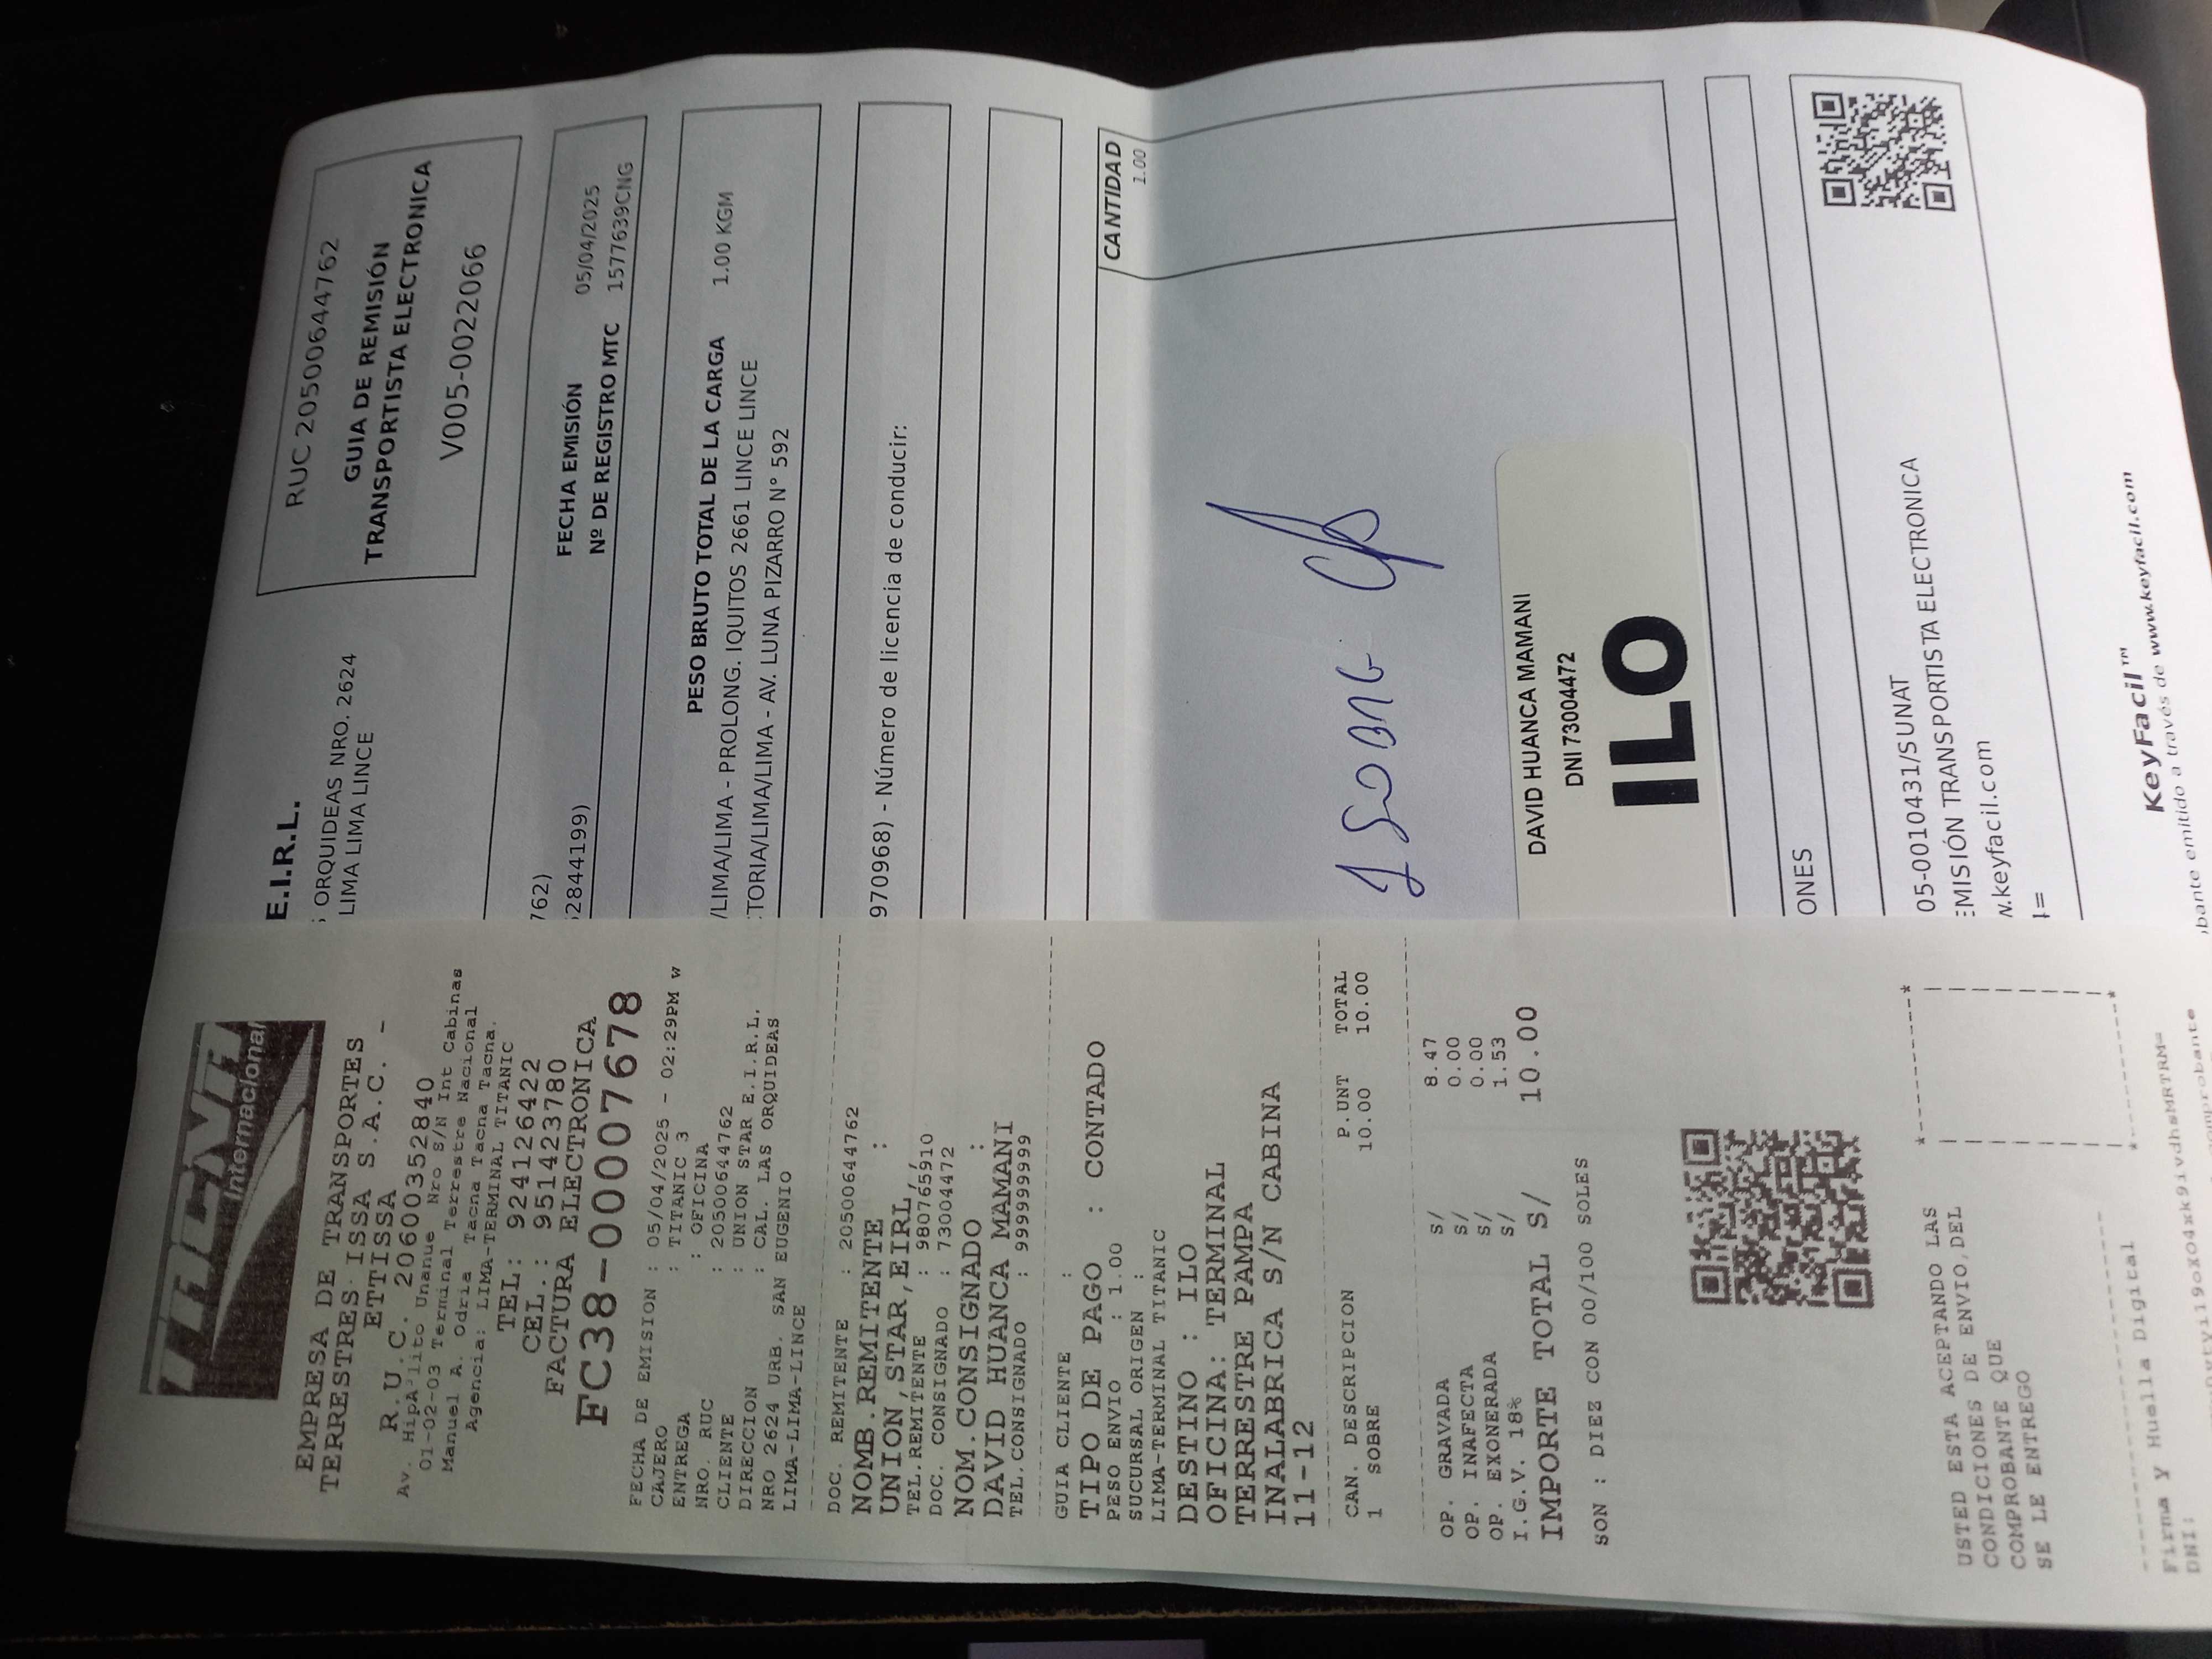 Internacional
EMPRESA DE TRANSPORTES
TERRESTRES ISSA S.A.C. -
ETTISSA
R.U.C. 20600352840
Av. HipA³lito Unanue Nro S/N Int Cabinas
01-02-03 Terminal Terrestre Nacional
Manuel A. Odria Tacna Tacna Tacna.
Agencia: LIMA-TERMINAL TITANIC
TEL: 924126422
CEL.: 951423780
FACTURA ELECTRONICA
FC38-00007678
FECHA DE EMISION : 05/04/2025 - 02:29PM w
CAJERO : TITANIC 3
ENTREGA : OFICINA
NRO. RUC : 20500644762
CLIENTE : UNION STAR E.I.R.L.
DIRECCION : CAL. LAS ORQUIDEAS
NRO 2624 URB. SAN EUGENIO
LIMA-LIMA-LINCE
DOC. REMITENTE : 20500644762
NOMB.REMITENTE :
UNION,STAR,EIRL,,
TEL.REMITENTE : 980765910
DOC. CONSIGNADO : 73004472
NOM.CONSIGNADO :
DAVID HUANCA MAMANI
TEL.CONSIGNADO : 999999999
GUIA CLIENTE :
TIPO DE PAGO : CONTADO
PESO ENVIO : 1.00
SUCURSAL ORIGEN :
LIMA-TERMINAL TITANIC
DESTINO : ILO
OFICINA: TERMINAL
TERRESTRE PAMPA
INALABRICA S/N CABINA
11-12
CAN. DESCRIPCION P.UNT TOTAL
1 SOBRE 10.00 10.00
OP. GRAVADA S/ 8.47
OP. INAFECTA S/ 0.00
OP. EXONERADA S/ 0.00
I.G.V. 18% S/ 1.53
IMPORTE TOTAL S/ 10.00
SON : DIEZ CON 00/100 SOLES
USTED ESTA ACEPTANDO LAS
CONDICIONES DE ENVIO,DEL
COMPROBANTE QUE
SE LE ENTREGO
Firma y Huella Digital
DNI:
E.I.R.L.
ORQUIDEAS NRO. 2624
LIMA LIMA LINCE
RUC 20500644762
GUIA DE REMISIÓN
TRANSPORTISTA ELECTRONICA
V005-0022066
762)
2844199)
FECHA EMISIÓN 05/04/2025
Nº DE REGISTRO MTC 1577639CNG
PESO BRUTO TOTAL DE LA CARGA 1.00 KGM
/LIMA/LIMA - PROLONG. IQUITOS 2661 LINCE LINCE
TORIA/LIMA/LIMA - AV. LUNA PIZARRO N° 592
970968) - Número de licencia de conducir:
CANTIDAD
1.00
1
DAVID HUANCA MAMANI
DNI 73004472
ILO
ONES
05-0010431/SUNAT
EMISIÓN TRANSPORTISTA ELECTRONICA
w.keyfacil.com
KeyFacil™
bante emitido a través de www.keyfacil.com